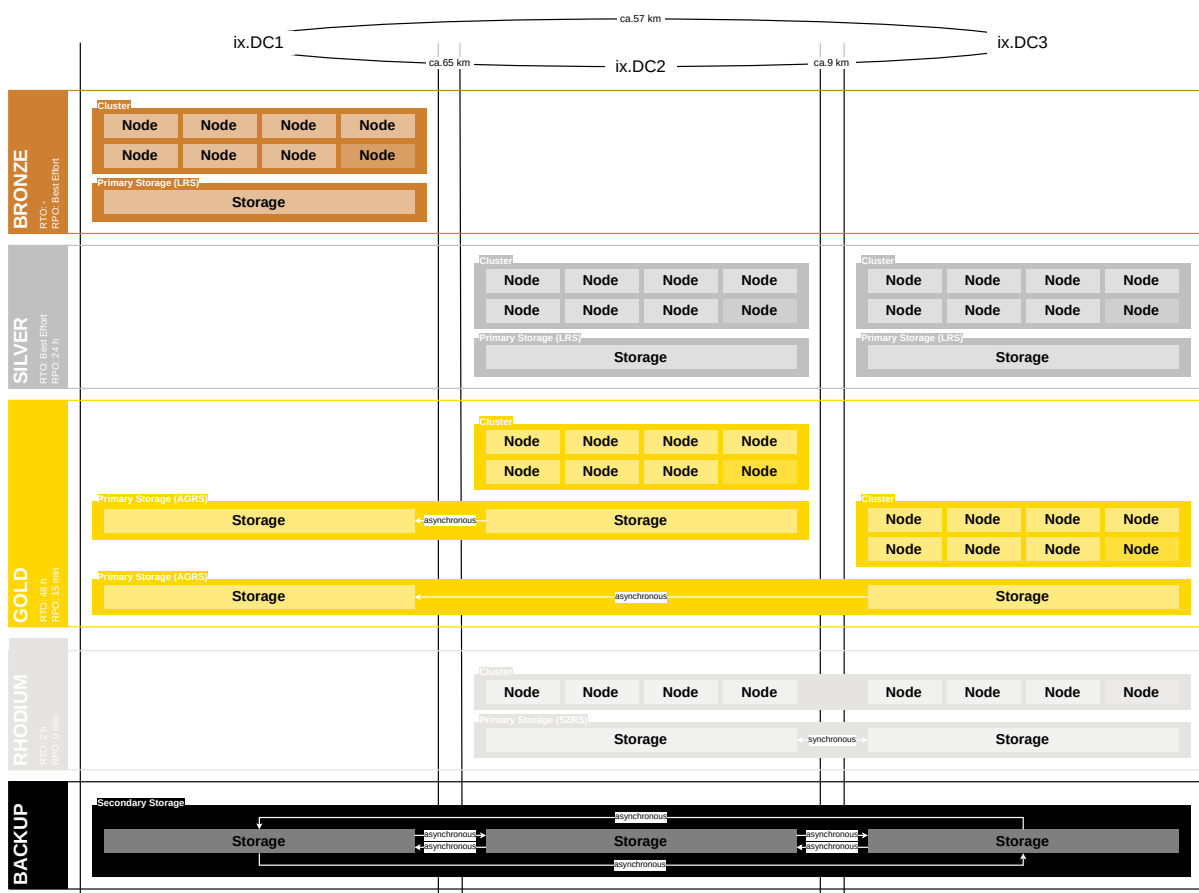 ca.57 km
ix.DC1
ix.DC3
ca.65 km
ix.DC2
ca.9 km
BRONZE
RTO: -
RPO: Best Effort
Cluster
Node Node Node Node
Node Node Node Node
Primary Storage (LRS)
Storage
SILVER
RTO: Best Effort
RPO: 24 h
Cluster
Node Node Node Node
Node Node Node Node
Primary Storage (LRS)
Storage
Cluster
Node Node Node Node
Node Node Node Node
Primary Storage (LRS)
Storage
GOLD
RTO: 48 h
RPO: 15 min
Cluster
Node Node Node Node
Node Node Node Node
Primary Storage (AGRS)
Storage asynchronous Storage
Cluster
Node Node Node Node
Node Node Node Node
Primary Storage (AGRS)
Storage asynchronous Storage
RHODIUM
RTO: 2 h
RPO: 0 min
Cluster
Node Node Node Node Node Node Node Node
Primary Storage (SZRS)
Storage synchronous Storage
BACKUP
Secondary Storage
asynchronous
asynchronous asynchronous
Storage Storage Storage
asynchronous asynchronous
asynchronous